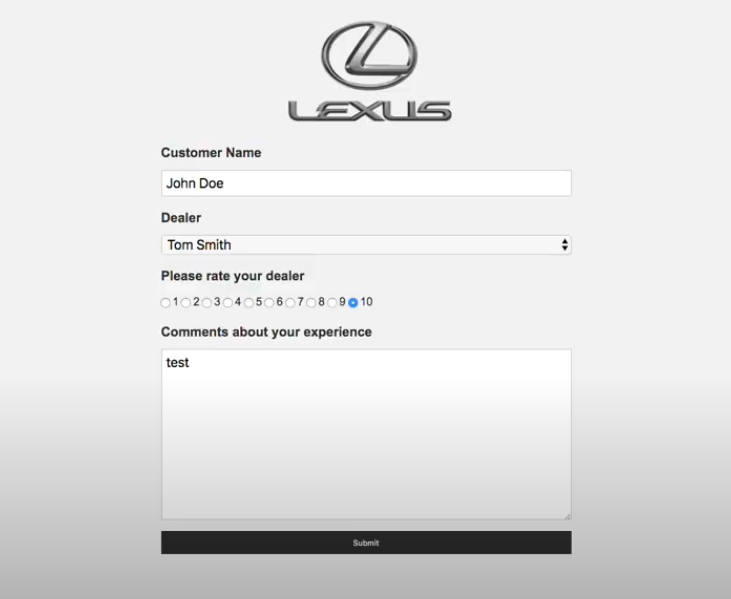 LEXUS
Customer Name
John Doe
Dealer
Tom Smith
Please rate your dealer
1 2 3 4 5 6 7 8 9 10
Comments about your experience
test
Submit